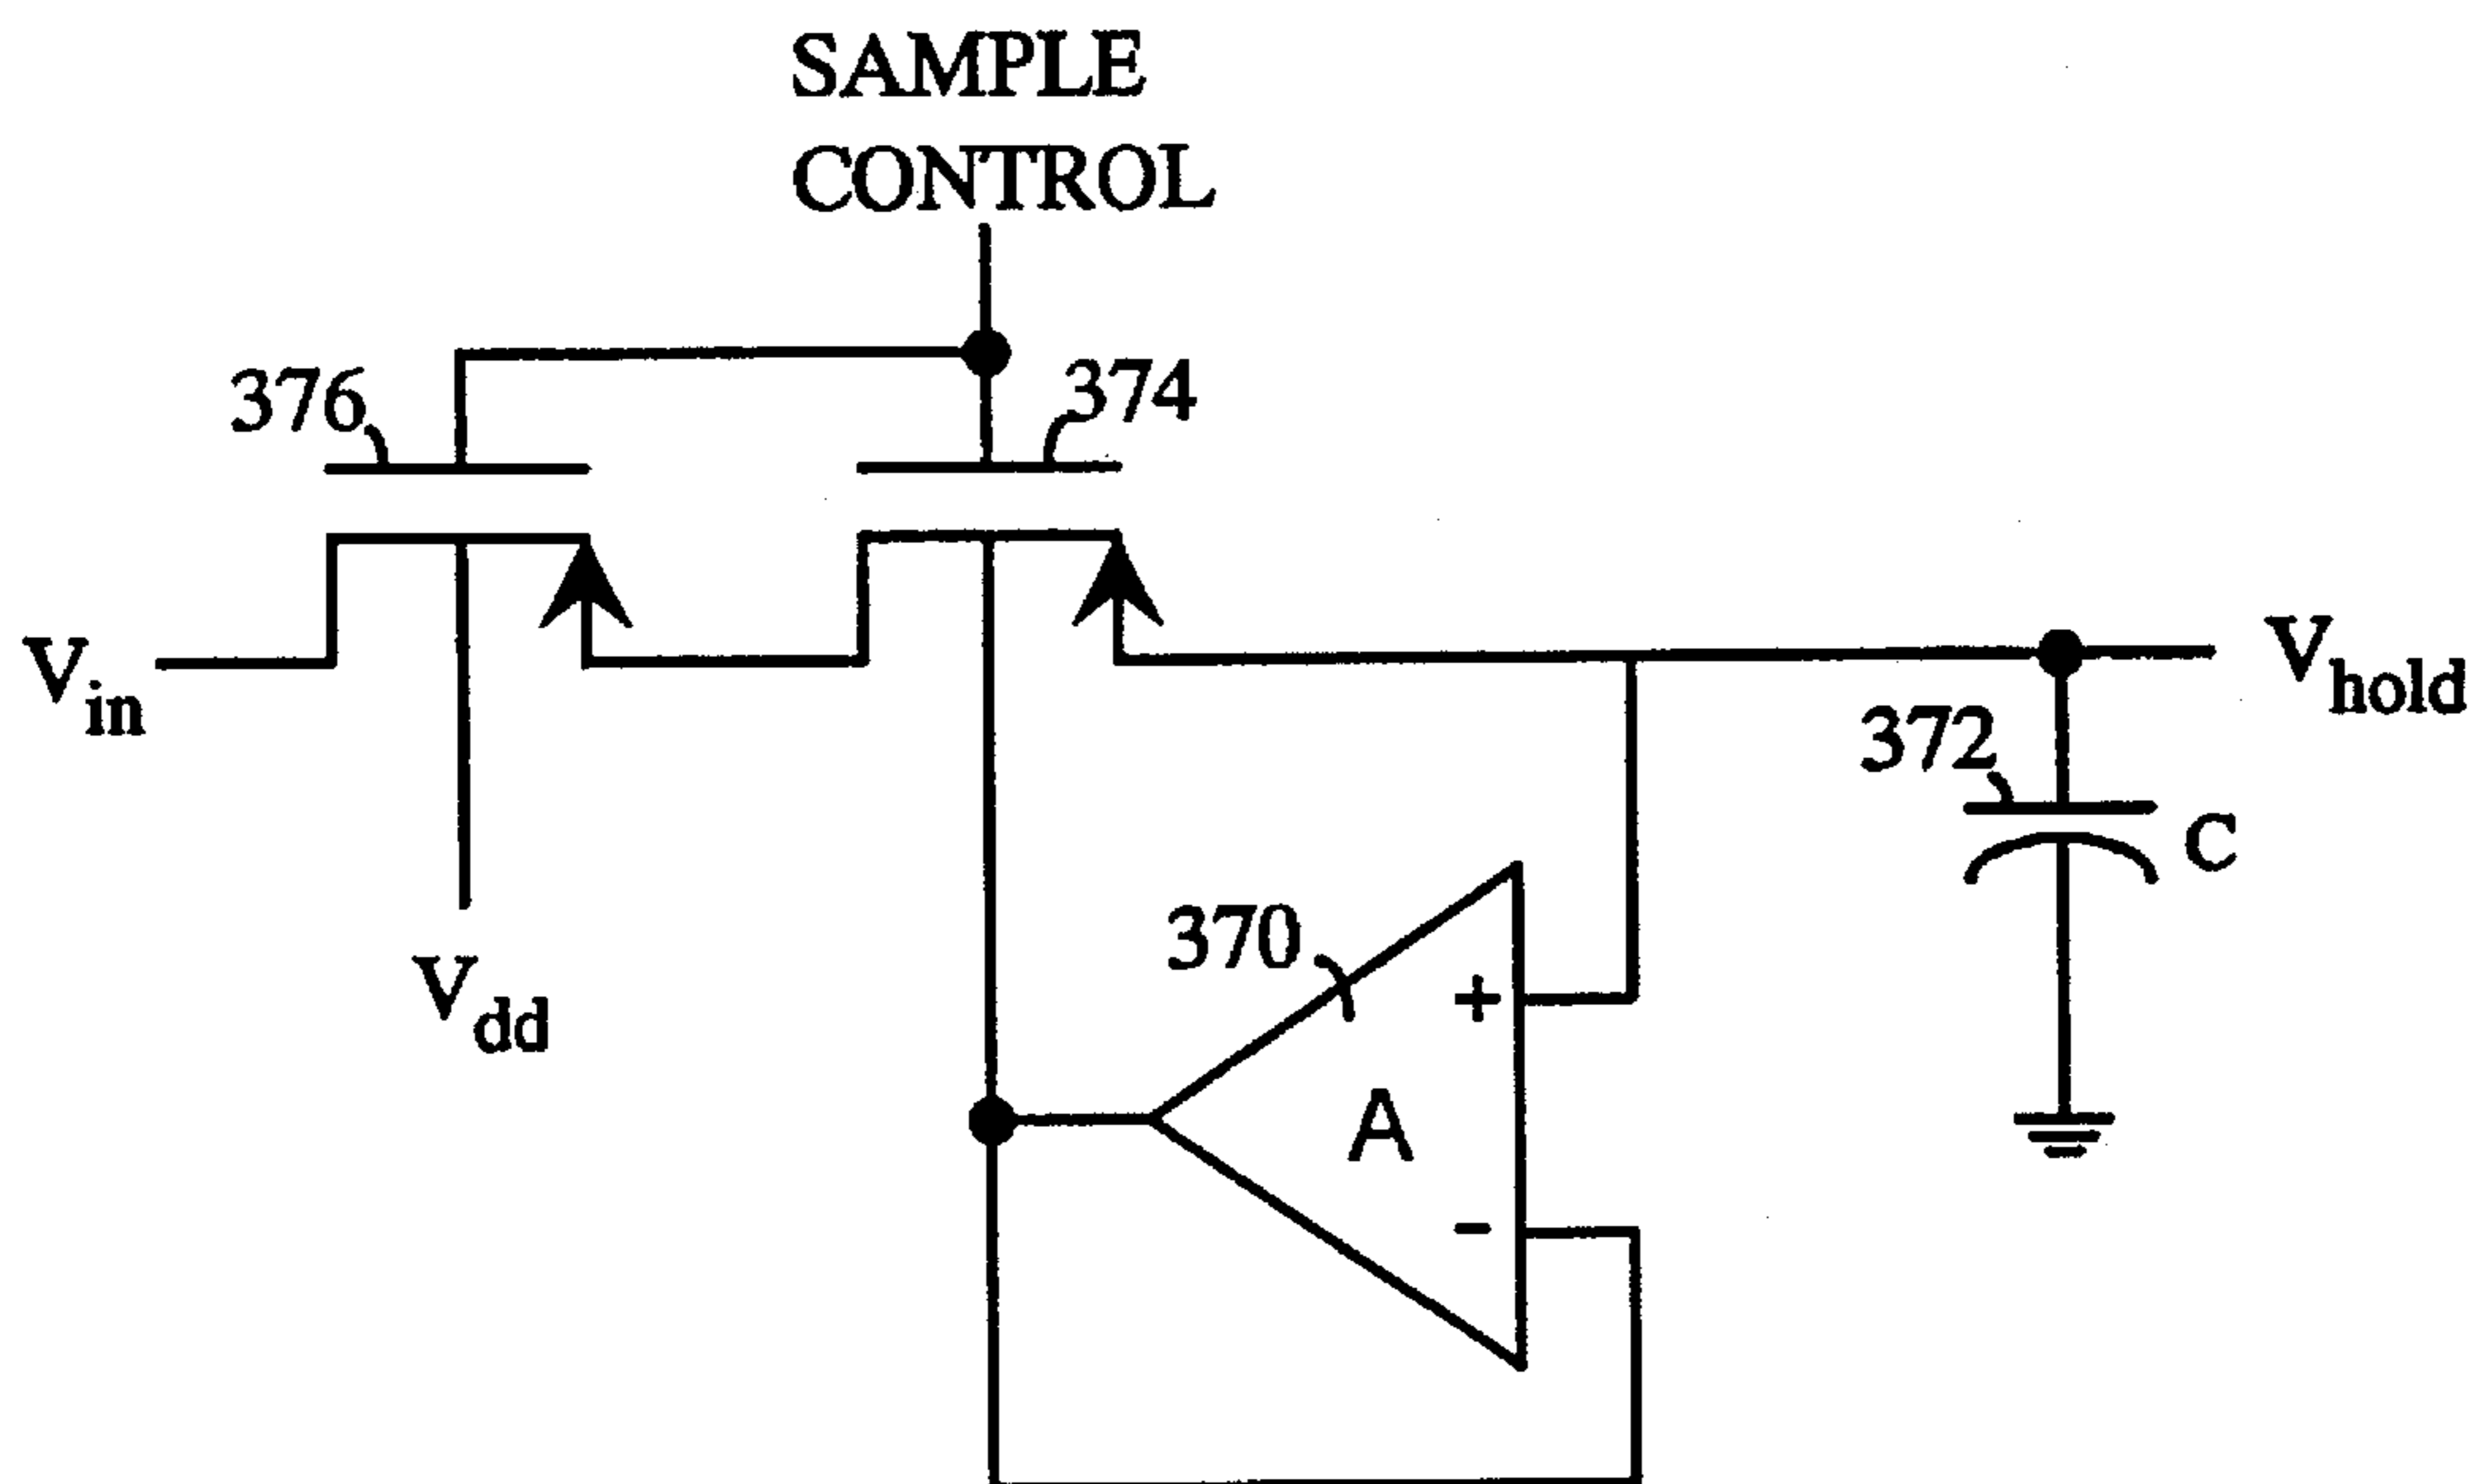 SAMPLE
CONTROL
376
374
Vin
Vhold
372
C
370
+
Vdd
A
-